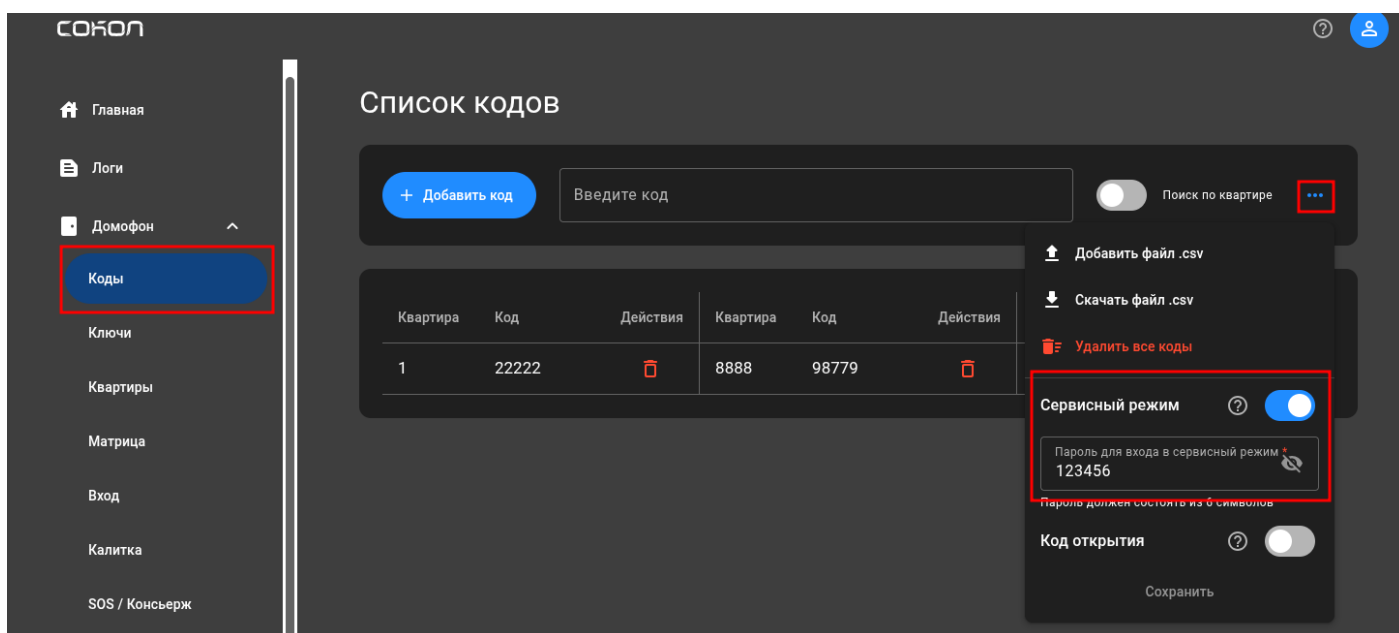 СОКОЛ
Главная
Логи
Домофон
Коды
Ключи
Квартиры
Матрица
Вход
Калитка
SOS / Консьерж
Список кодов
+ Добавить код
Введите код
Поиск по квартире
Добавить файл .csv
Скачать файл .csv
Удалить все коды
Квартира Код Действия Квартира Код Действия
1 22222 8888 98779
Сервисный режим
Пароль для входа в сервисный режим *
123456
Пароль должен состоять из 6 символов
Код открытия
Сохранить